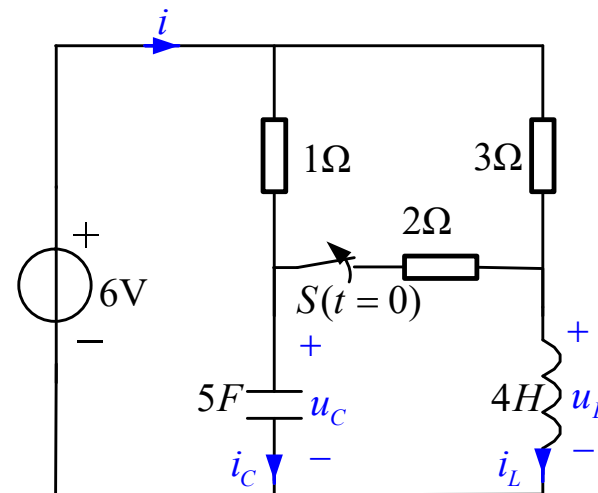 i
+
6V
−
1Ω
3Ω
2Ω
S(t = 0)
5F
+
u_C
−
i_C
4H
+
u_L
−
i_L